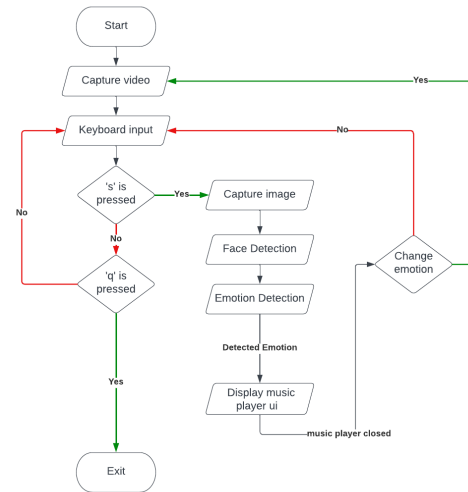 Start
Capture video
Yes
Keyboard input
No
's' is
pressed
Yes
Capture image
No
No
Face Detection
Change
emotion
'q' is
pressed
Emotion Detection
Detected Emotion
Yes
Display music
player ui
music player closed
Exit